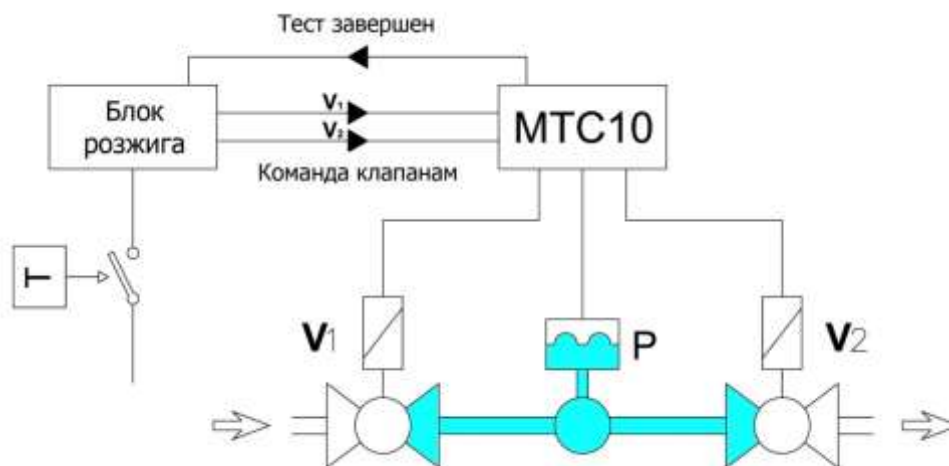 Тест завершен
Блок
розжига
V₁
V₂
МТС10
Команда клапанам
T
V1
P
V2